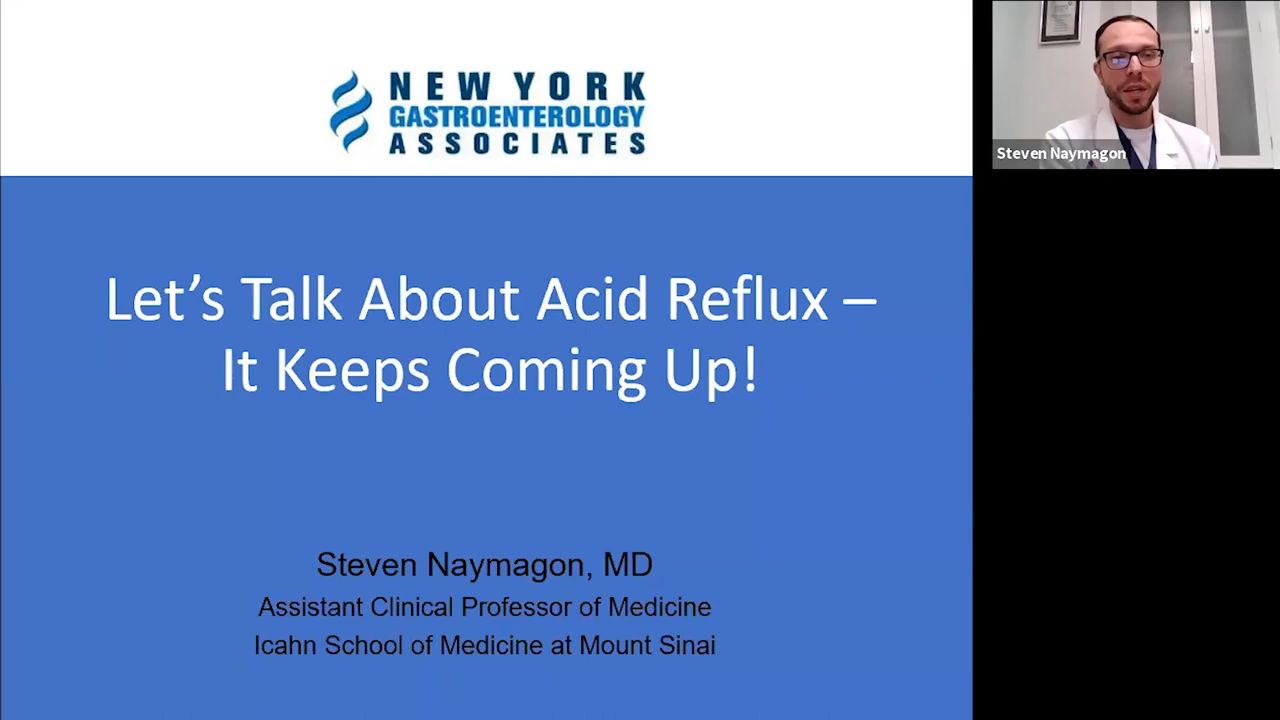 NEW YORK
GASTROENTEROLOGY
ASSOCIATES
Steven Naymagon
Let's Talk About Acid Reflux –
It Keeps Coming Up!
Steven Naymagon, MD
Assistant Clinical Professor of Medicine
Icahn School of Medicine at Mount Sinai